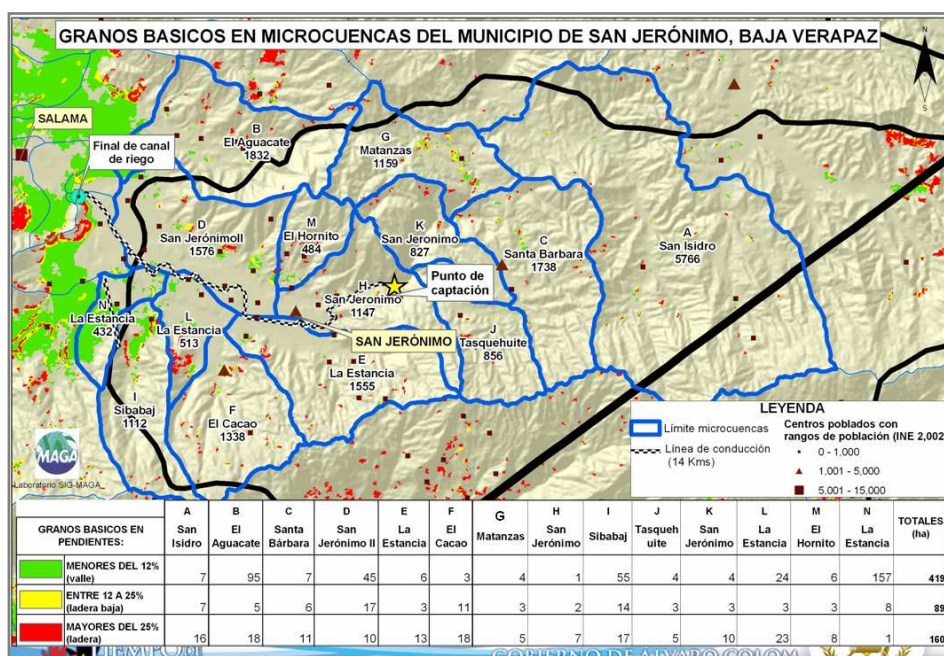 GRANOS BASICOS EN MICROCUENCAS DEL MUNICIPIO DE SAN JERÓNIMO, BAJA VERAPAZ
N
S
SALAMA
Final de canal
de riego
B
El Aguacate
1832
G
Matanzas
1159
D
San JerónimoII
1576
M
El Hornito
484
K
San Jeronimo
827
C
Santa Barbara
1738
A
San Isidro
5766
Punto de
captación
H
San Jeronimo
1147
N
La Estancia
432
L
La Estancia
513
SAN JERÓNIMO
J
Tasquehuite
856
E
La Estancia
1555
I
Sibabaj
1112
F
El Cacao
1338
MAGA
Laboratorio SIG-MAGA
LEYENDA
Límite microcuencas
Línea de conducción
(14 Kms)
Centros poblados con
rangos de población (INE 2,002
0 - 1,000
1,001 - 5,000
5,001 - 15,000
GRANOS BASICOS EN PENDIENTES: A San Isidro B El Aguacate C Santa Bárbara D San Jerónimo II E La Estancia F El Cacao G Matanzas H San Jerónimo I Sibabaj J Tasqueh uite K San Jerónimo L La Estancia M El Hornito N La Estancia TOTALES (ha)
MENORES DEL 12% (valle) 7 95 7 45 6 3 4 1 55 4 4 24 6 157 419
ENTRE 12 A 25% (ladera baja) 7 5 6 17 3 11 3 2 14 3 3 3 3 8 89
MAYORES DEL 25% (ladera) 16 18 11 10 13 18 5 7 17 5 10 23 8 1 160
TIEMPO DE
GOBIERNO DE ALVARO COLOM